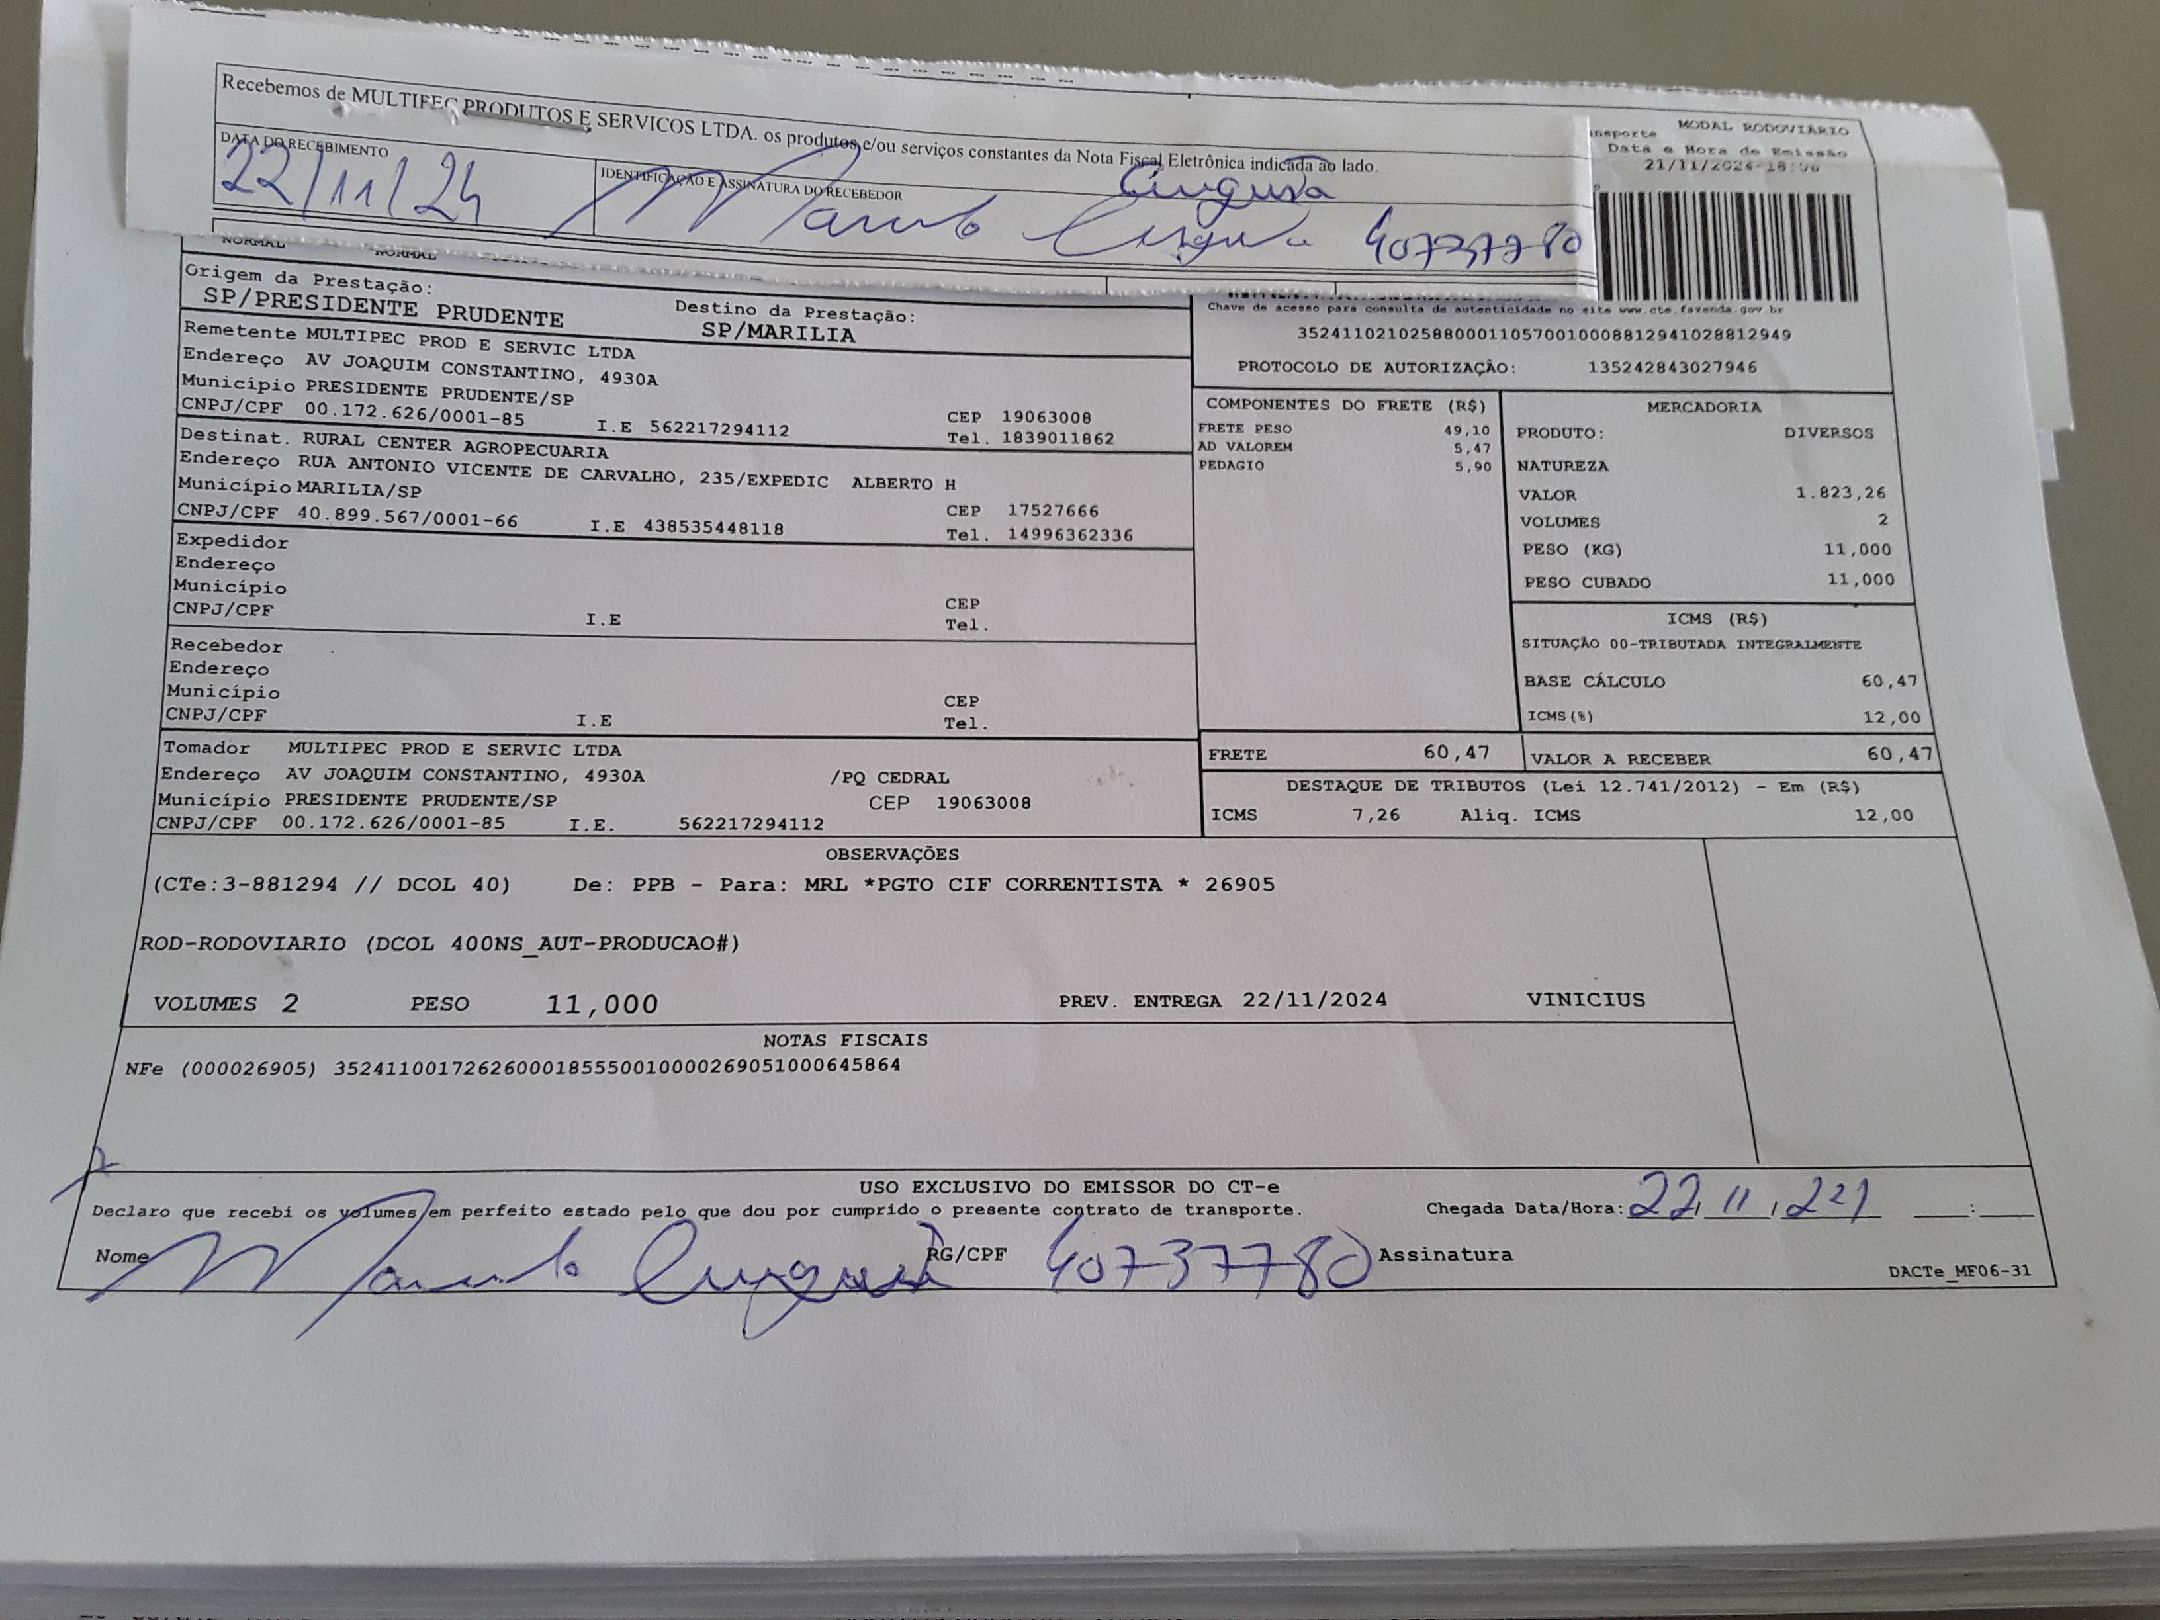 Recebemos de MULTIPEC PRODUTOS E SERVICOS LTDA. os produtos e/ou serviços constantes da Nota Fiscal Eletrônica indicada ao lado.
DATA DO RECEBIMENTO
22/11/24
IDENTIFICAÇÃO E ASSINATURA DO RECEBEDOR
40737780
MODAL RODOVIÁRIO
nsporte
Data e Hora de Emissão
21/11/2024-18:06
NORMAL NORMAL
Origem da Prestação:
SP/PRESIDENTE PRUDENTE
Destino da Prestação:
SP/MARILIA
Remetente MULTIPEC PROD E SERVIC LTDA
Endereço AV JOAQUIM CONSTANTINO, 4930A
Município PRESIDENTE PRUDENTE/SP
CEP 19063008
CNPJ/CPF 00.172.626/0001-85 I.E 562217294112 Tel. 1839011862
Destinat. RURAL CENTER AGROPECUARIA
Endereço RUA ANTONIO VICENTE DE CARVALHO, 235/EXPEDIC ALBERTO H
Município MARILIA/SP CEP 17527666
CNPJ/CPF 40.899.567/0001-66 I.E 438535448118 Tel. 14996362336
Expedidor
Endereço
Município CEP
CNPJ/CPF I.E Tel.
Recebedor
Endereço
Município CEP
CNPJ/CPF I.E Tel.
Tomador MULTIPEC PROD E SERVIC LTDA
Endereço AV JOAQUIM CONSTANTINO, 4930A /PQ CEDRAL
Município PRESIDENTE PRUDENTE/SP CEP 19063008
CNPJ/CPF 00.172.626/0001-85 I.E. 562217294112
Chave de acesso para consulta de autenticidade no site www.cte.fazenda.gov.br
35241102102588000110570010008812941028812949
PROTOCOLO DE AUTORIZAÇÃO: 135242843027946
COMPONENTES DO FRETE (R$)
FRETE PESO 49,10
AD VALOREM 5,47
PEDAGIO 5,90
MERCADORIA
PRODUTO: DIVERSOS
NATUREZA
VALOR 1.823,26
VOLUMES 2
PESO (KG) 11,000
PESO CUBADO 11,000
ICMS (R$)
SITUAÇÃO 00-TRIBUTADA INTEGRALMENTE
BASE CÁLCULO 60,47
ICMS(%) 12,00
FRETE 60,47 VALOR A RECEBER 60,47
DESTAQUE DE TRIBUTOS (Lei 12.741/2012) - Em (R$)
ICMS 7,26 Aliq. ICMS 12,00
OBSERVAÇÕES
(CTe:3-881294 // DCOL 40) De: PPB - Para: MRL *PGTO CIF CORRENTISTA * 26905
ROD-RODOVIARIO (DCOL 400NS_AUT-PRODUCAO#)
VOLUMES 2 PESO 11,000 PREV. ENTREGA 22/11/2024 VINICIUS
NOTAS FISCAIS
NFe (000026905) 35241100172626000185550010000269051000645864
USO EXCLUSIVO DO EMISSOR DO CT-e
Declaro que recebi os volumes em perfeito estado pelo que dou por cumprido o presente contrato de transporte. Chegada Data/Hora: 22/11/24 ____:____
Nome RG/CPF 40737780 Assinatura
DACTe_MF06-31